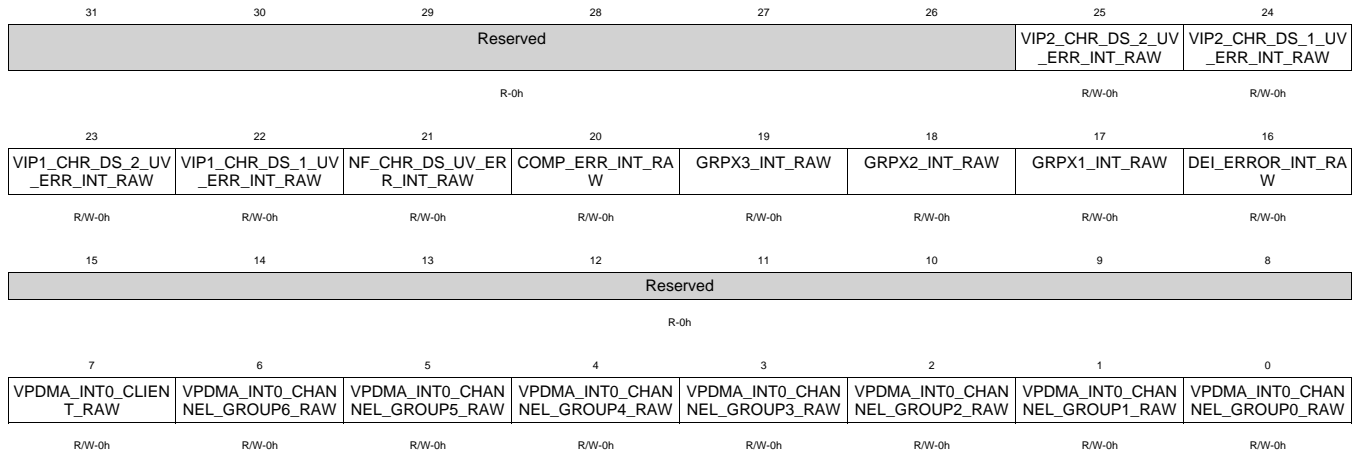 31 30 29 28 27 26 25 24
Reserved VIP2_CHR_DS_2_UV VIP2_CHR_DS_1_UV
_ERR_INT_RAW _ERR_INT_RAW
R-0h R/W-0h R/W-0h
23 22 21 20 19 18 17 16
VIP1_CHR_DS_2_UV VIP1_CHR_DS_1_UV NF_CHR_DS_UV_ER COMP_ERR_INT_RA GRPX3_INT_RAW GRPX2_INT_RAW GRPX1_INT_RAW DEI_ERROR_INT_RA
_ERR_INT_RAW _ERR_INT_RAW R_INT_RAW W W
R/W-0h R/W-0h R/W-0h R/W-0h R/W-0h R/W-0h R/W-0h R/W-0h
15 14 13 12 11 10 9 8
Reserved
R-0h
7 6 5 4 3 2 1 0
VPDMA_INT0_CLIEN VPDMA_INT0_CHAN VPDMA_INT0_CHAN VPDMA_INT0_CHAN VPDMA_INT0_CHAN VPDMA_INT0_CHAN VPDMA_INT0_CHAN VPDMA_INT0_CHAN
T_RAW NEL_GROUP6_RAW NEL_GROUP5_RAW NEL_GROUP4_RAW NEL_GROUP3_RAW NEL_GROUP2_RAW NEL_GROUP1_RAW NEL_GROUP0_RAW
R/W-0h R/W-0h R/W-0h R/W-0h R/W-0h R/W-0h R/W-0h R/W-0h